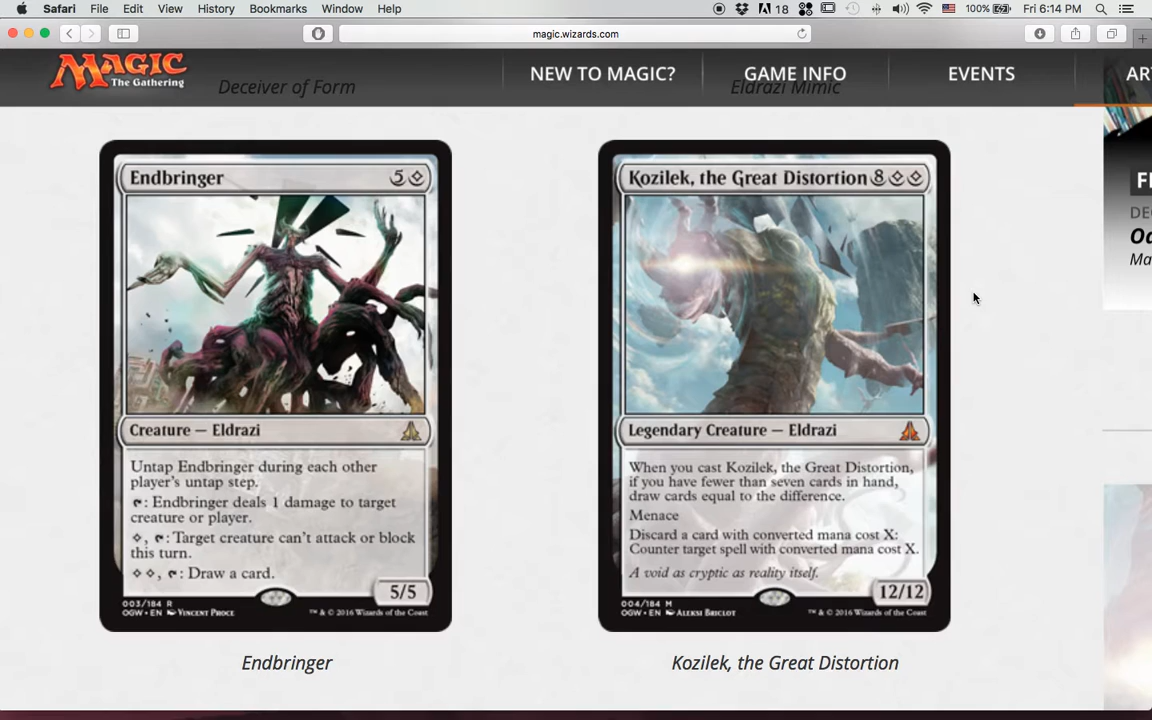 Safari File Edit View History Bookmarks Window Help 18 100% Fri 6:14 PM
magic.wizards.com
MAGIC
The Gathering
NEW TO MAGIC? GAME INFO EVENTS AR
Deceiver of Form Eldrazi Mimic
Endbringer 5
Creature — Eldrazi
Untap Endbringer during each other
player's untap step.
: Endbringer deals 1 damage to target
creature or player.
, : Target creature can't attack or block
this turn.
, : Draw a card.
5/5
003/184 R
OGW • EN Vincent Proce ™ & © 2016 Wizards of the Coast
Endbringer
Kozilek, the Great Distortion 8
Legendary Creature — Eldrazi
When you cast Kozilek, the Great Distortion,
if you have fewer than seven cards in hand,
draw cards equal to the difference.
Menace
Discard a card with converted mana cost X:
Counter target spell with converted mana cost X.
A void as cryptic as reality itself.
12/12
004/184 M
OGW • EN Aleksi Briclot ™ & © 2016 Wizards of the Coast
Kozilek, the Great Distortion
F
DE
Oa
Ma